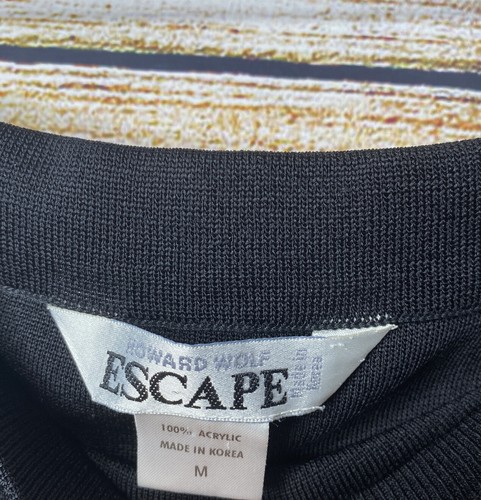 HOWARD WOLF
ESCAPE
Made in
Korea
100% ACRYLIC
MADE IN KOREA
M